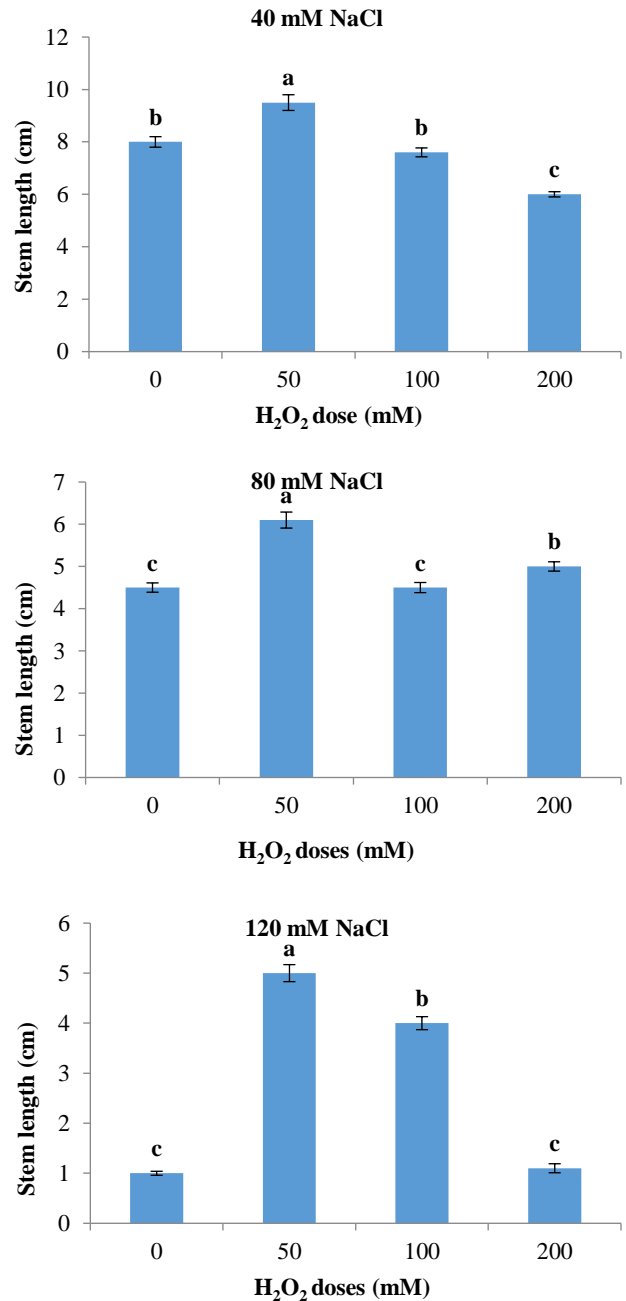 40 mM NaCl
12
10
8
6
4
2
0
Stem length (cm)
b
a
b
c
0 50 100 200
H₂O₂ dose (mM)
80 mM NaCl
7
6
5
4
3
2
1
0
Stem length (cm)
c
a
c
b
0 50 100 200
H₂O₂ doses (mM)
120 mM NaCl
6
5
4
3
2
1
0
Stem length (cm)
c
a
b
c
0 50 100 200
H₂O₂ doses (mM)